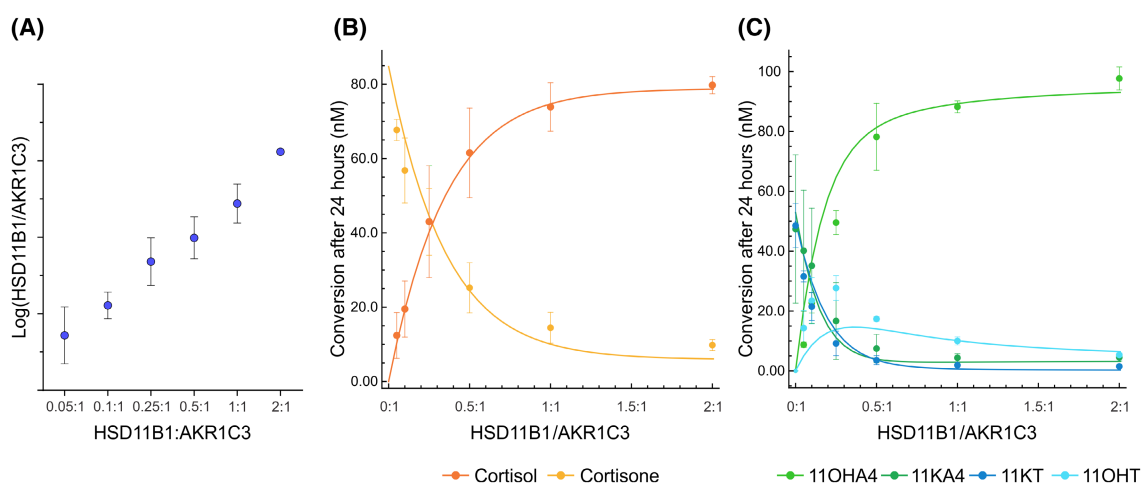 (A)
Log(HSD11B1/AKR1C3)
0.05:1 0.1:1 0.25:1 0.5:1 1:1 2:1
HSD11B1:AKR1C3
(B)
Conversion after 24 hours (nM)
80.0
60.0
40.0
20.0
0.00
0:1 0.5:1 1:1 1.5:1 2:1
HSD11B1/AKR1C3
Cortisol Cortisone
(C)
Conversion after 24 hours (nM)
100
80.0
60.0
40.0
20.0
0.00
0:1 0.5:1 1:1 1.5:1 2:1
HSD11B1/AKR1C3
11OHA4 11KA4 11KT 11OHT